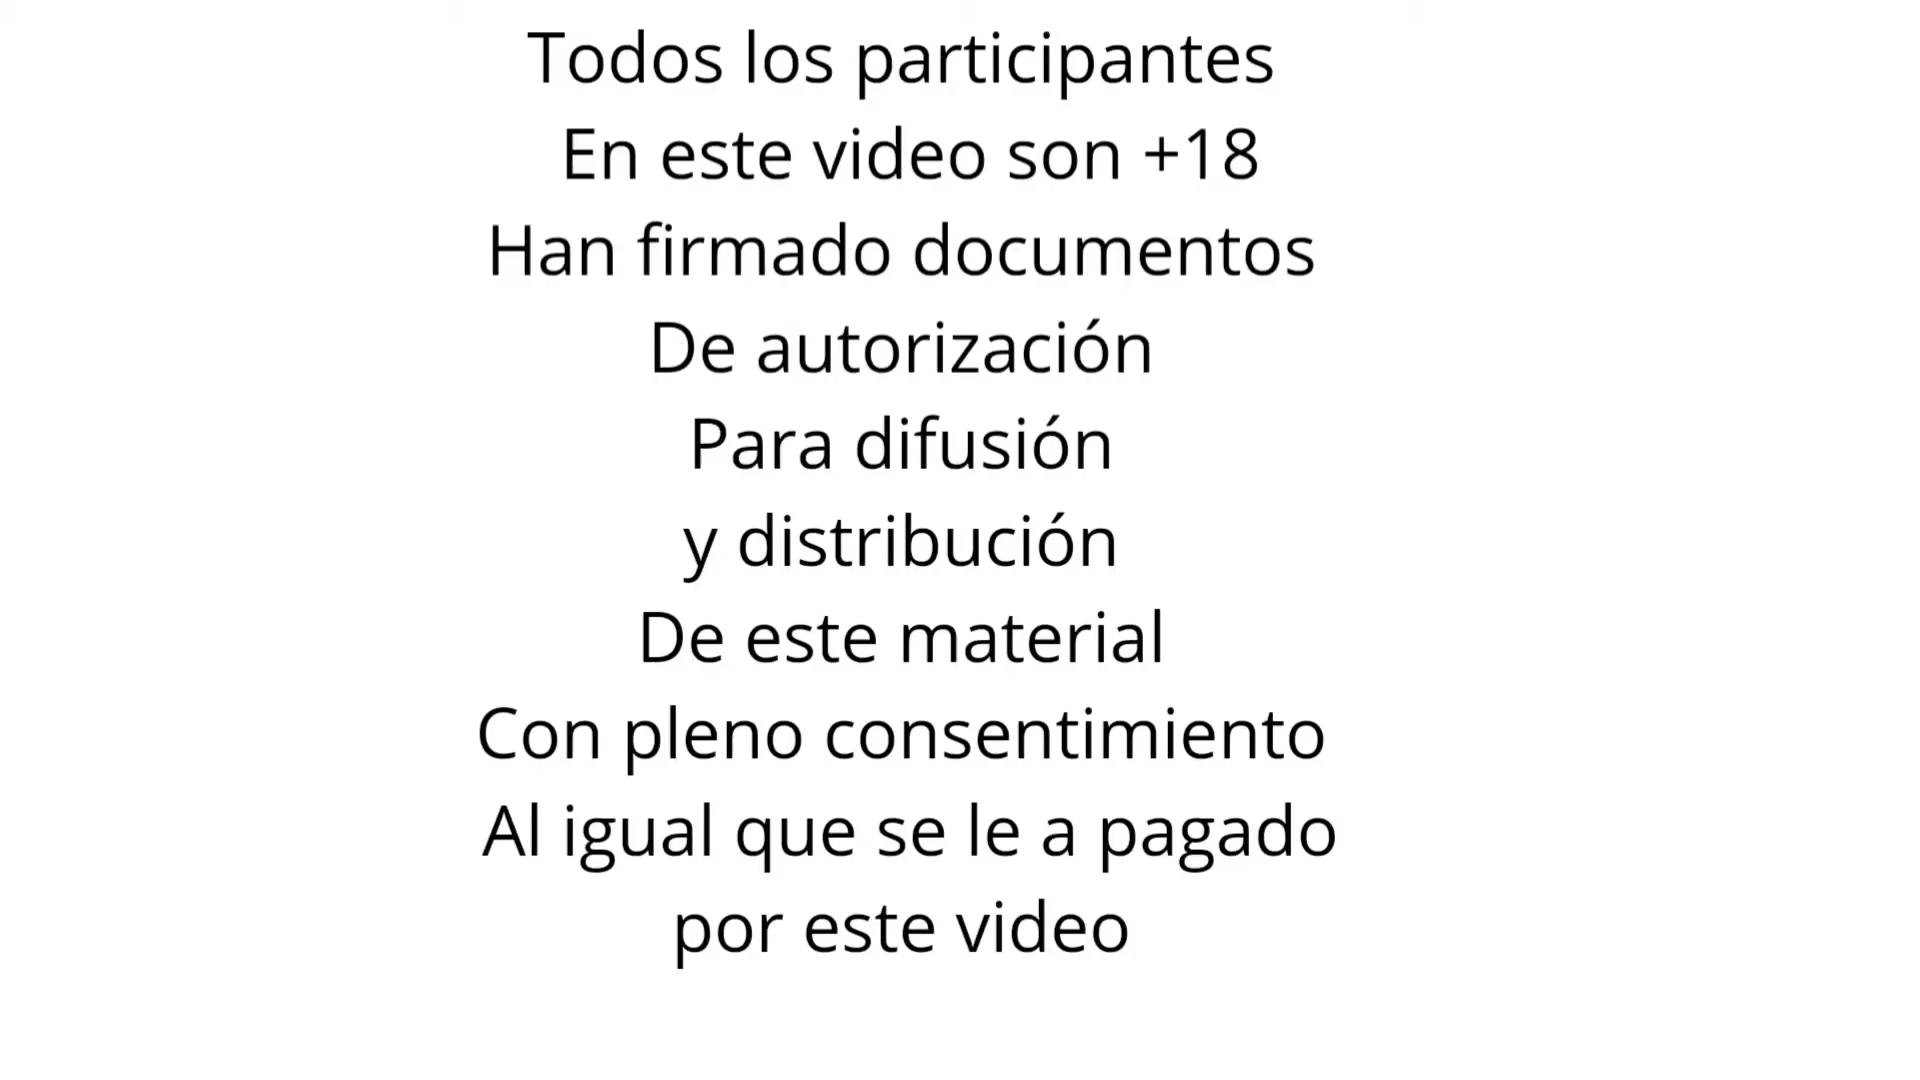 Todos los participantes
En este video son +18
Han firmado documentos
De autorización
Para difusión
y distribución
De este material
Con pleno consentimiento
Al igual que se le a pagado
por este video